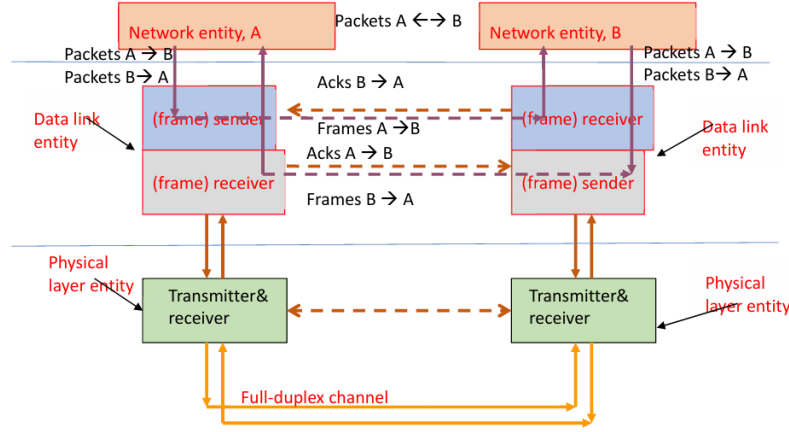 Network entity, A
Packets A ←→ B
Network entity, B
Packets A → B
Packets B→ A
Packets A → B
Packets B→ A
Acks B → A
Data link
entity
(frame) sender
Frames A →B
(frame) receiver
Data link
entity
Acks A → B
(frame) receiver
(frame) sender
Frames B → A
Physical
layer entity
Transmitter&
receiver
Transmitter&
receiver
Physical
layer entity
Full-duplex channel